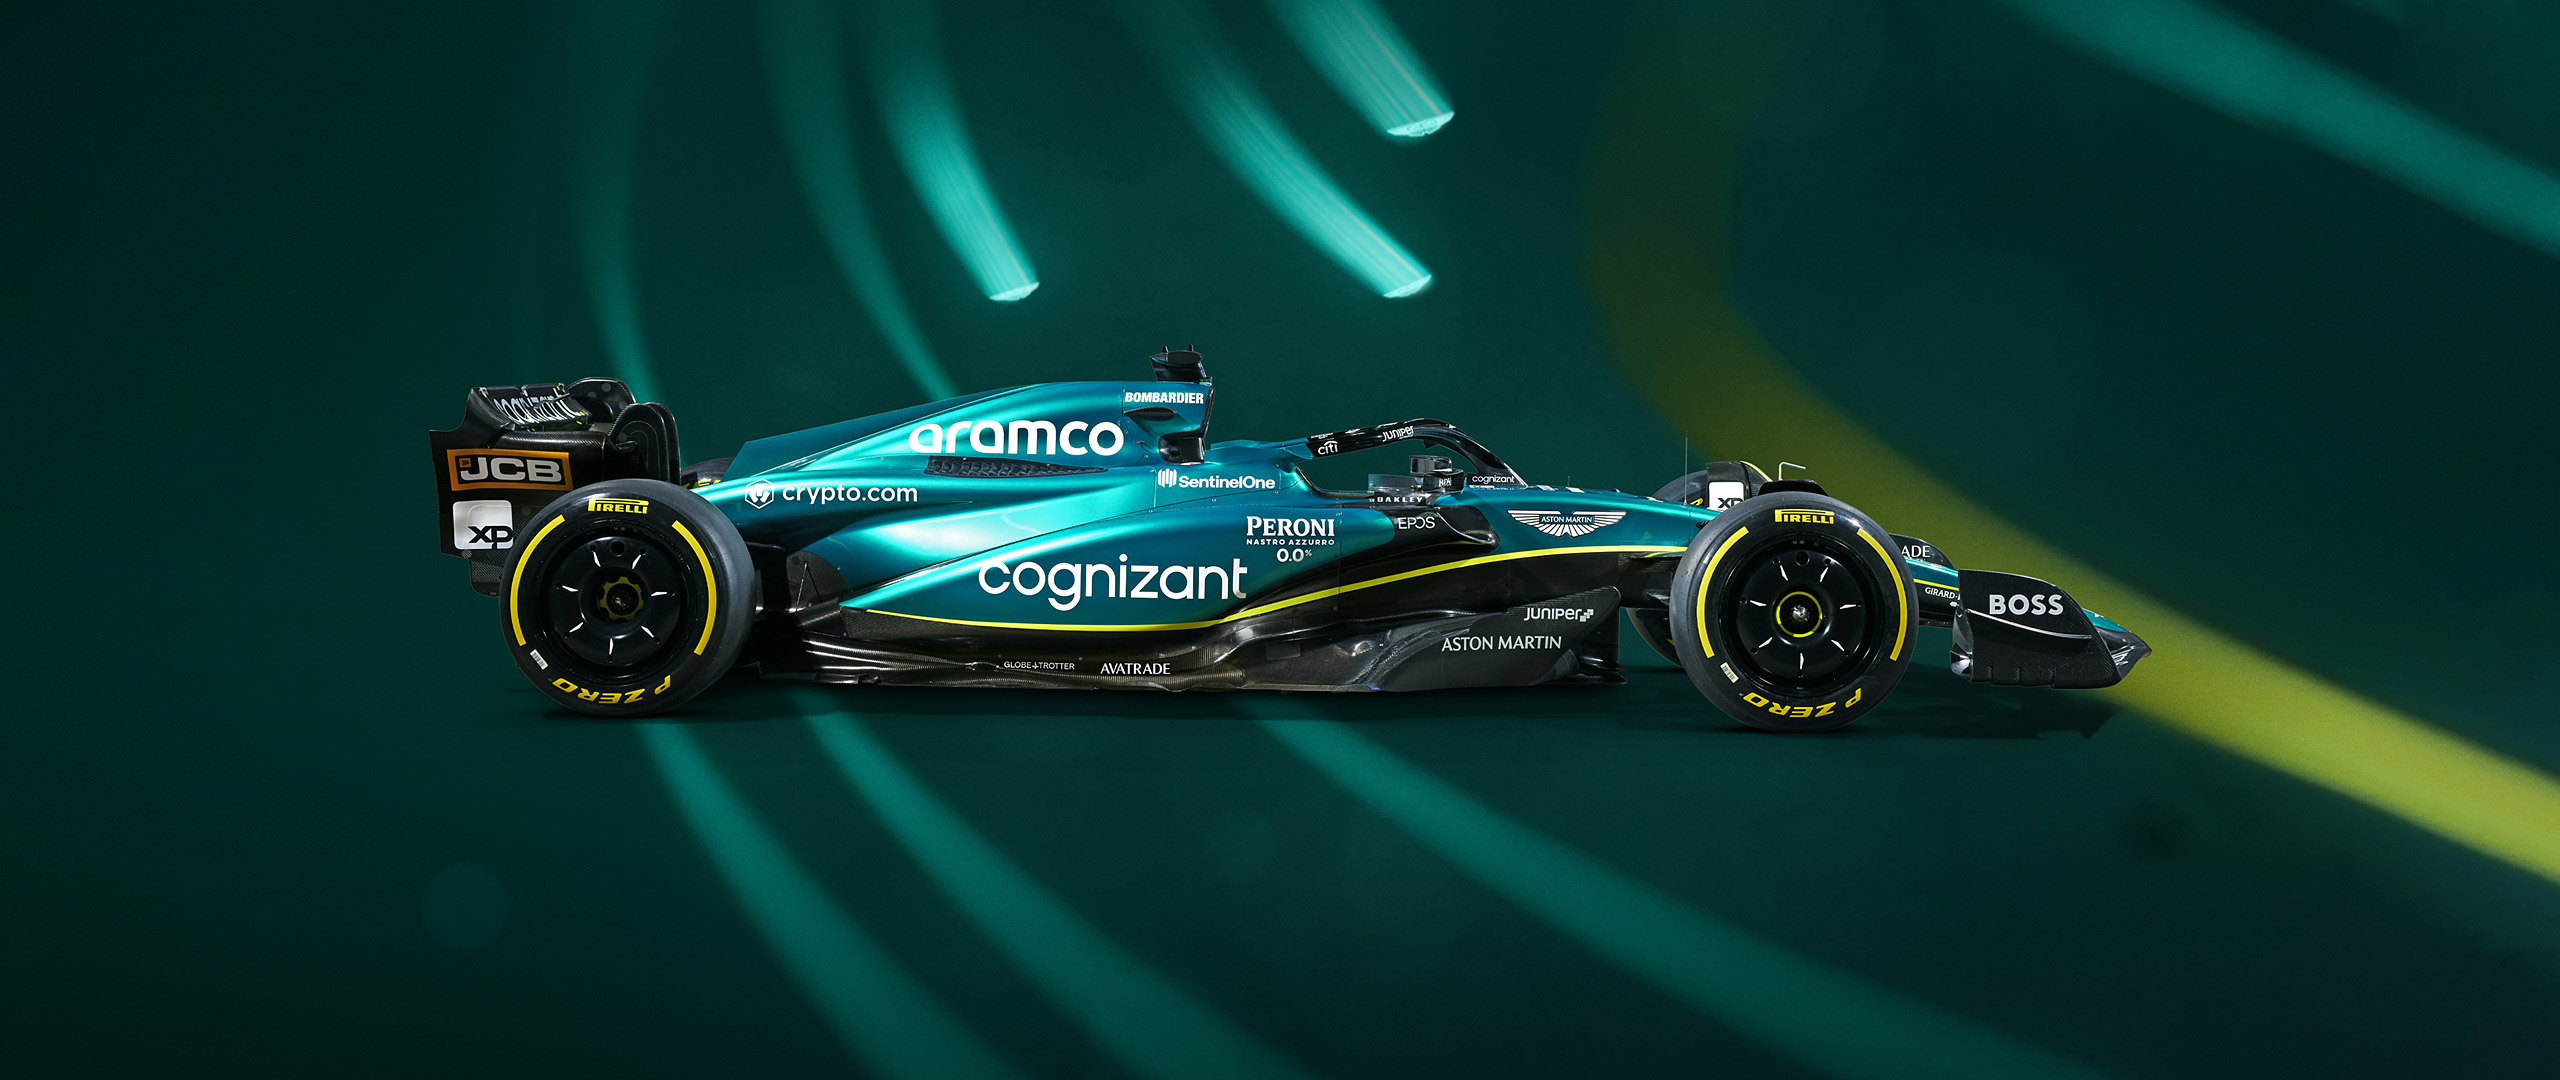 BOMBARDIER
aramco
citi
JUNIPER
JCB
SentinelOne
cognizant
crypto.com
XP
OAKLEY
XP
PIRELLI
PERONI
NASTRO AZZURRO
0.0%
EPOS
ASTON MARTIN
PIRELLI
ADE
cognizant
GIRARD-
BOSS
JUNIPER
ASTON MARTIN
GLOBE-TROTTER
AVATRADE
P ZERO
P ZERO